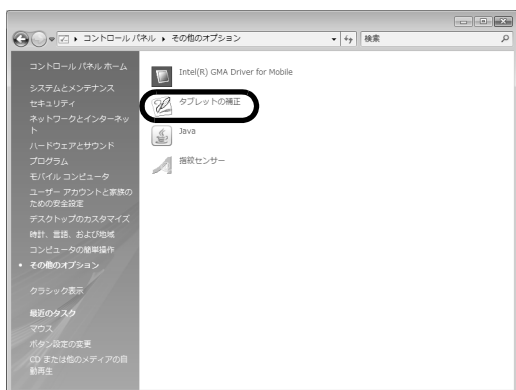 コントロール パネル ▸ その他のオプション
検索
コントロール パネル ホーム
システムとメンテナンス
セキュリティ
ネットワークとインターネッ
ト
ハードウェアとサウンド
プログラム
モバイル コンピュータ
ユーザー アカウントと家族の
ための安全設定
デスクトップのカスタマイズ
時計、言語、および地域
コンピュータの簡単操作
• その他のオプション
クラシック表示
最近のタスク
マウス
ボタン設定の変更
CD または他のメディアの自
動再生
Intel(R) GMA Driver for Mobile
タブレットの補正
Java
指紋センサー